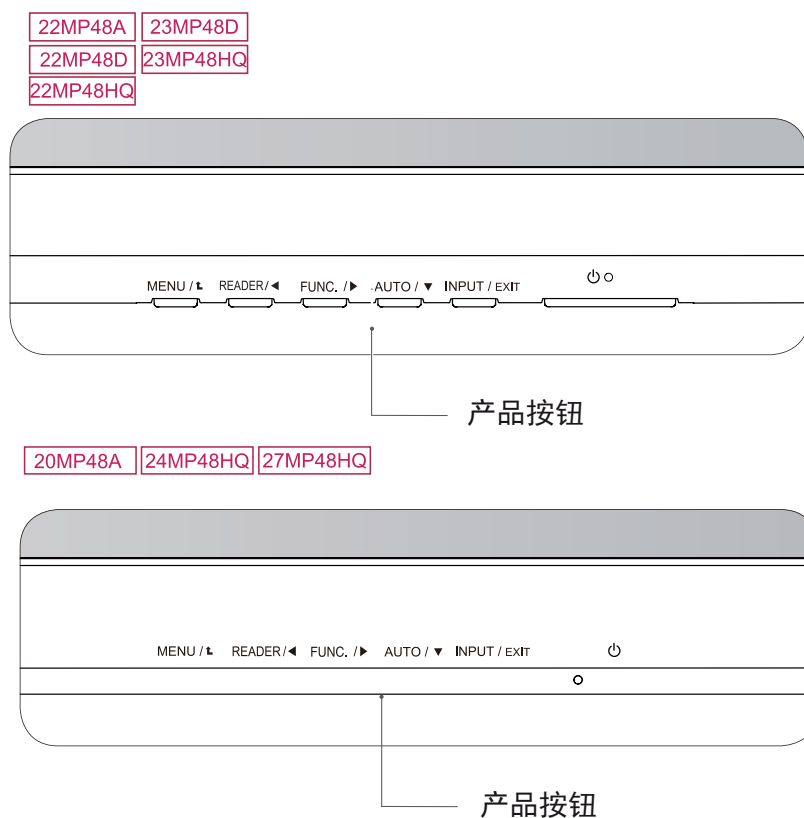 22MP48A 23MP48D
22MP48D 23MP48HQ
22MP48HQ
MENU / READER/◀ FUNC. /▶ AUTO / ▼ INPUT / EXIT
产品按钮
20MP48A 24MP48HQ 27MP48HQ
MENU / READER/◀ FUNC. /▶ AUTO / ▼ INPUT / EXIT
产品按钮